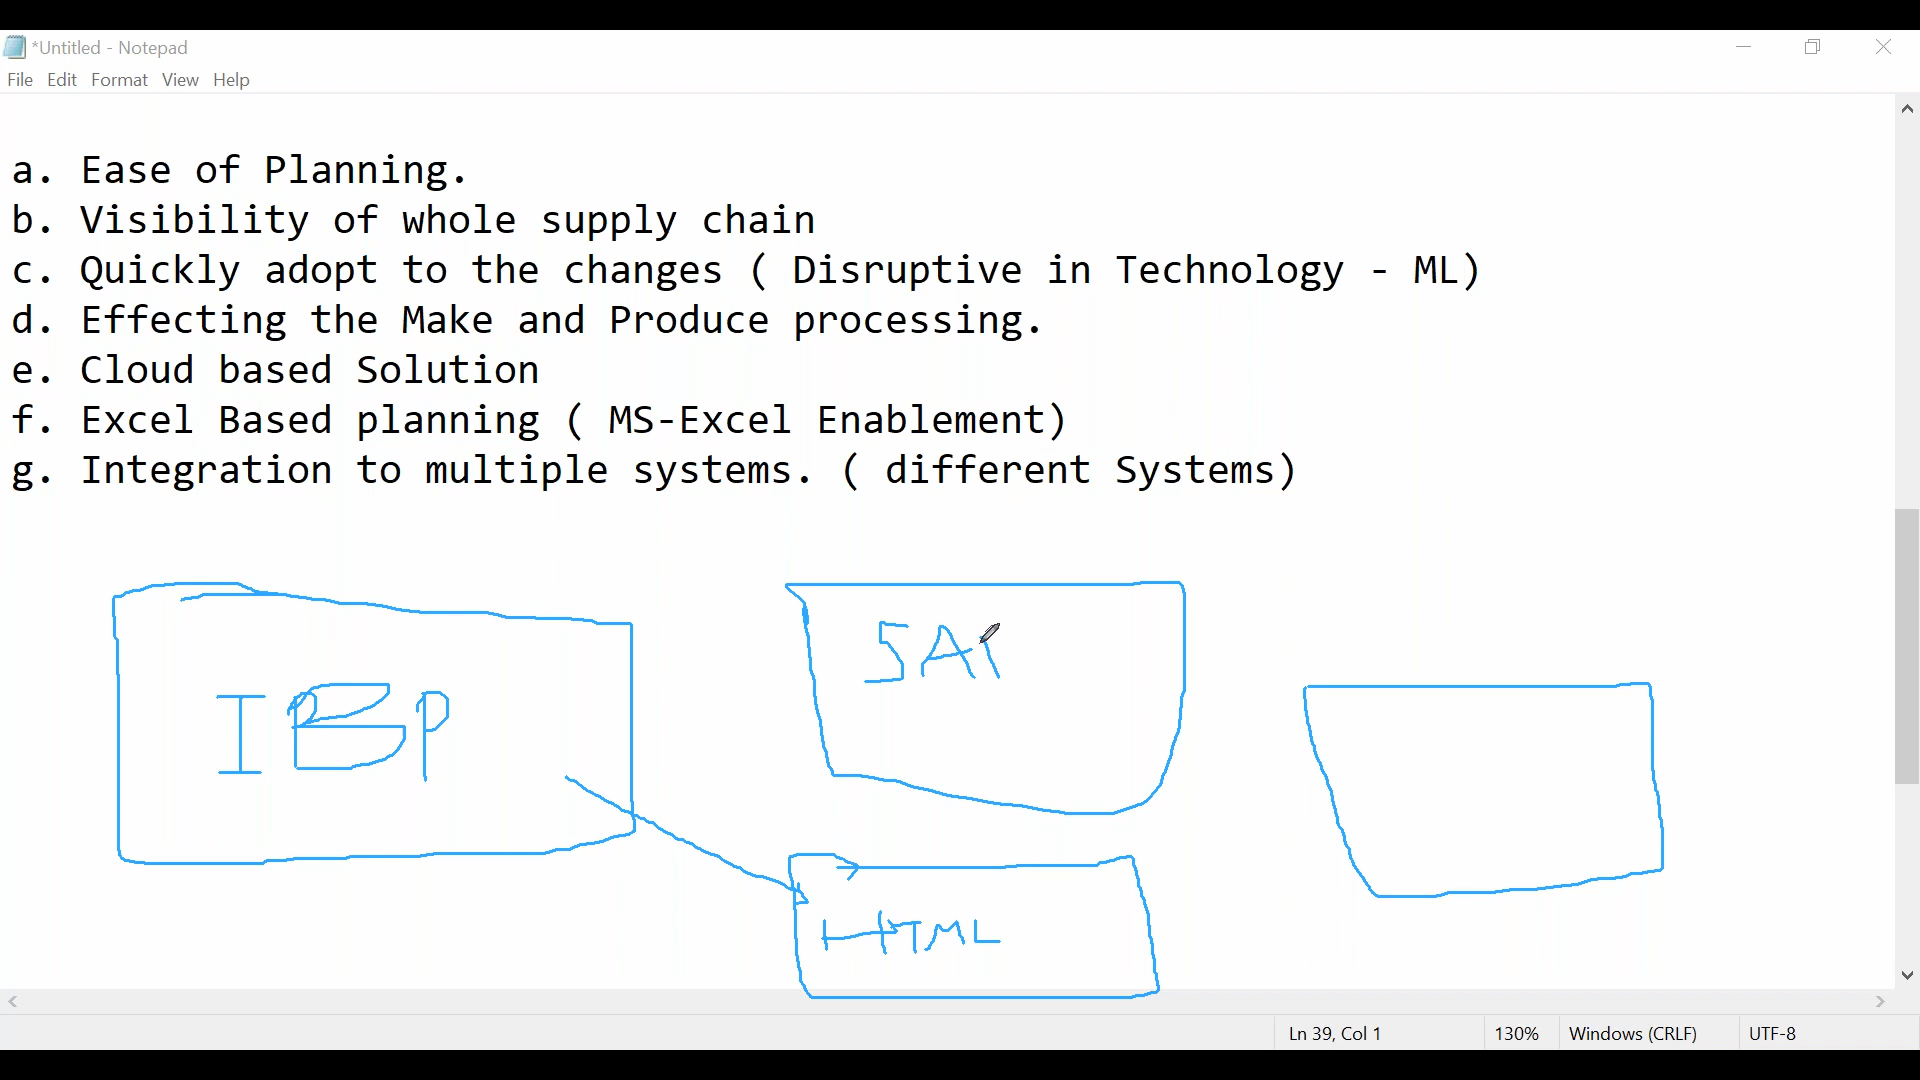 *Untitled - Notepad
File Edit Format View Help
a. Ease of Planning.
b. Visibility of whole supply chain
c. Quickly adopt to the changes ( Disruptive in Technology - ML)
d. Effecting the Make and Produce processing.
e. Cloud based Solution
f. Excel Based planning ( MS-Excel Enablement)
g. Integration to multiple systems. ( different Systems)
IBP
HTML
Ln 39, Col 1 130% Windows (CRLF) UTF-8